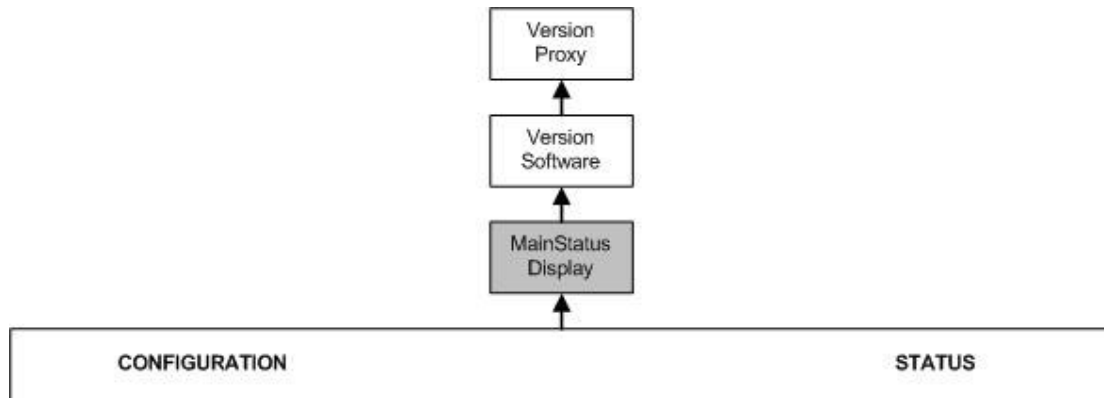 Version
Proxy
Version
Software
MainStatus
Display
CONFIGURATION
STATUS